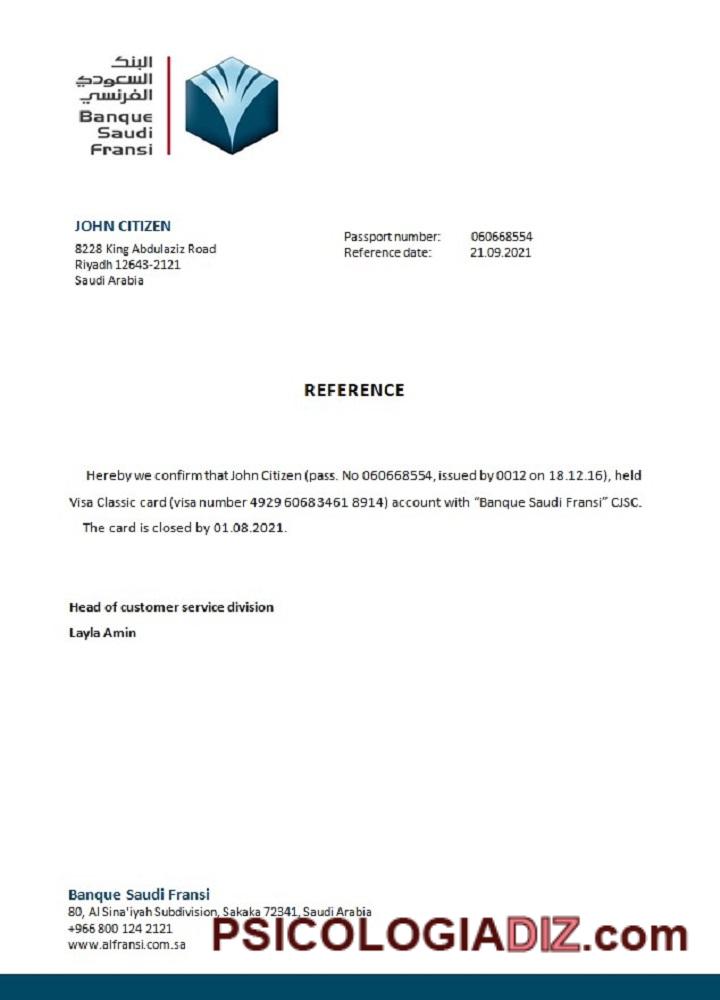 البنك
السعودي
الفرنسي
Banque
Saudi
Fransi
JOHN CITIZEN
8228 King Abdulaziz Road
Riyadh 12643-2121
Saudi Arabia
Passport number: 060668554
Reference date: 21.09.2021
REFERENCE
Hereby we confirm that John Citizen (pass. No 060668554, issued by 0012 on 18.12.16), held
Visa Classic card (visa number 4929 6068 3461 8914) account with “Banque Saudi Fransi” CJSC.
The card is closed by 01.08.2021.
Head of customer service division
Layla Amin
Banque Saudi Fransi
80, Al Sina'iyah Subdivision, Sakaka 72341, Saudi Arabia
+966 800 124 2121
www.alfransi.com.sa
PSICOLOGIADIZ.com